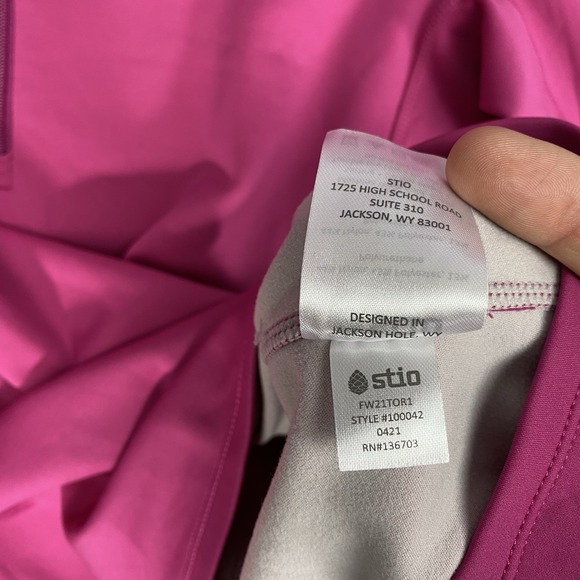 STIO
1725 HIGH SCHOOL ROAD
SUITE 310
JACKSON, WY 83001
DESIGNED IN
JACKSON HOLE, WY
stio
FW21TOR1
STYLE #100042
0421
RN#136703